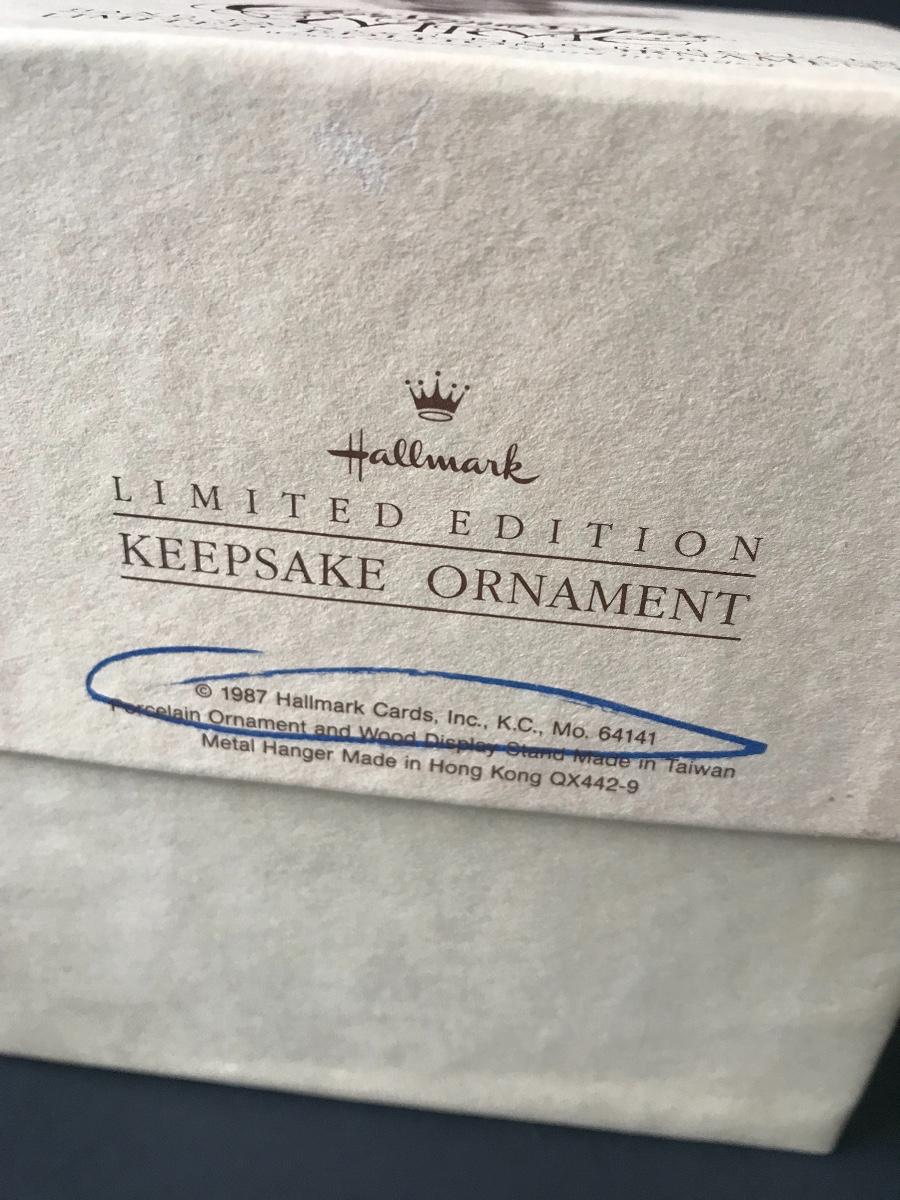 Hallmark
LIMITED EDITION
KEEPSAKE ORNAMENT
© 1987 Hallmark Cards, Inc., K.C., Mo. 64141
Porcelain Ornament and Wood Display Stand Made in Taiwan
Metal Hanger Made in Hong Kong QX442-9